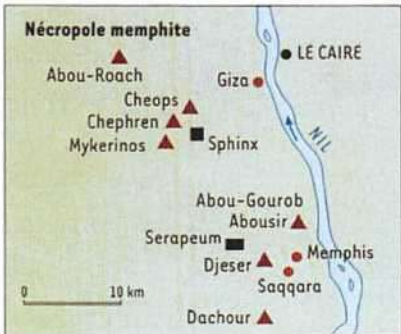 Nécropole memphite
Abou-Roach
LE CAIRE
Giza
Cheops
Chephren
Mykerinos
Sphinx
NIL
Abou-Gourob
Abousir
Serapeum
Memphis
Djeser
Saqqara
0 10 km
Dachour